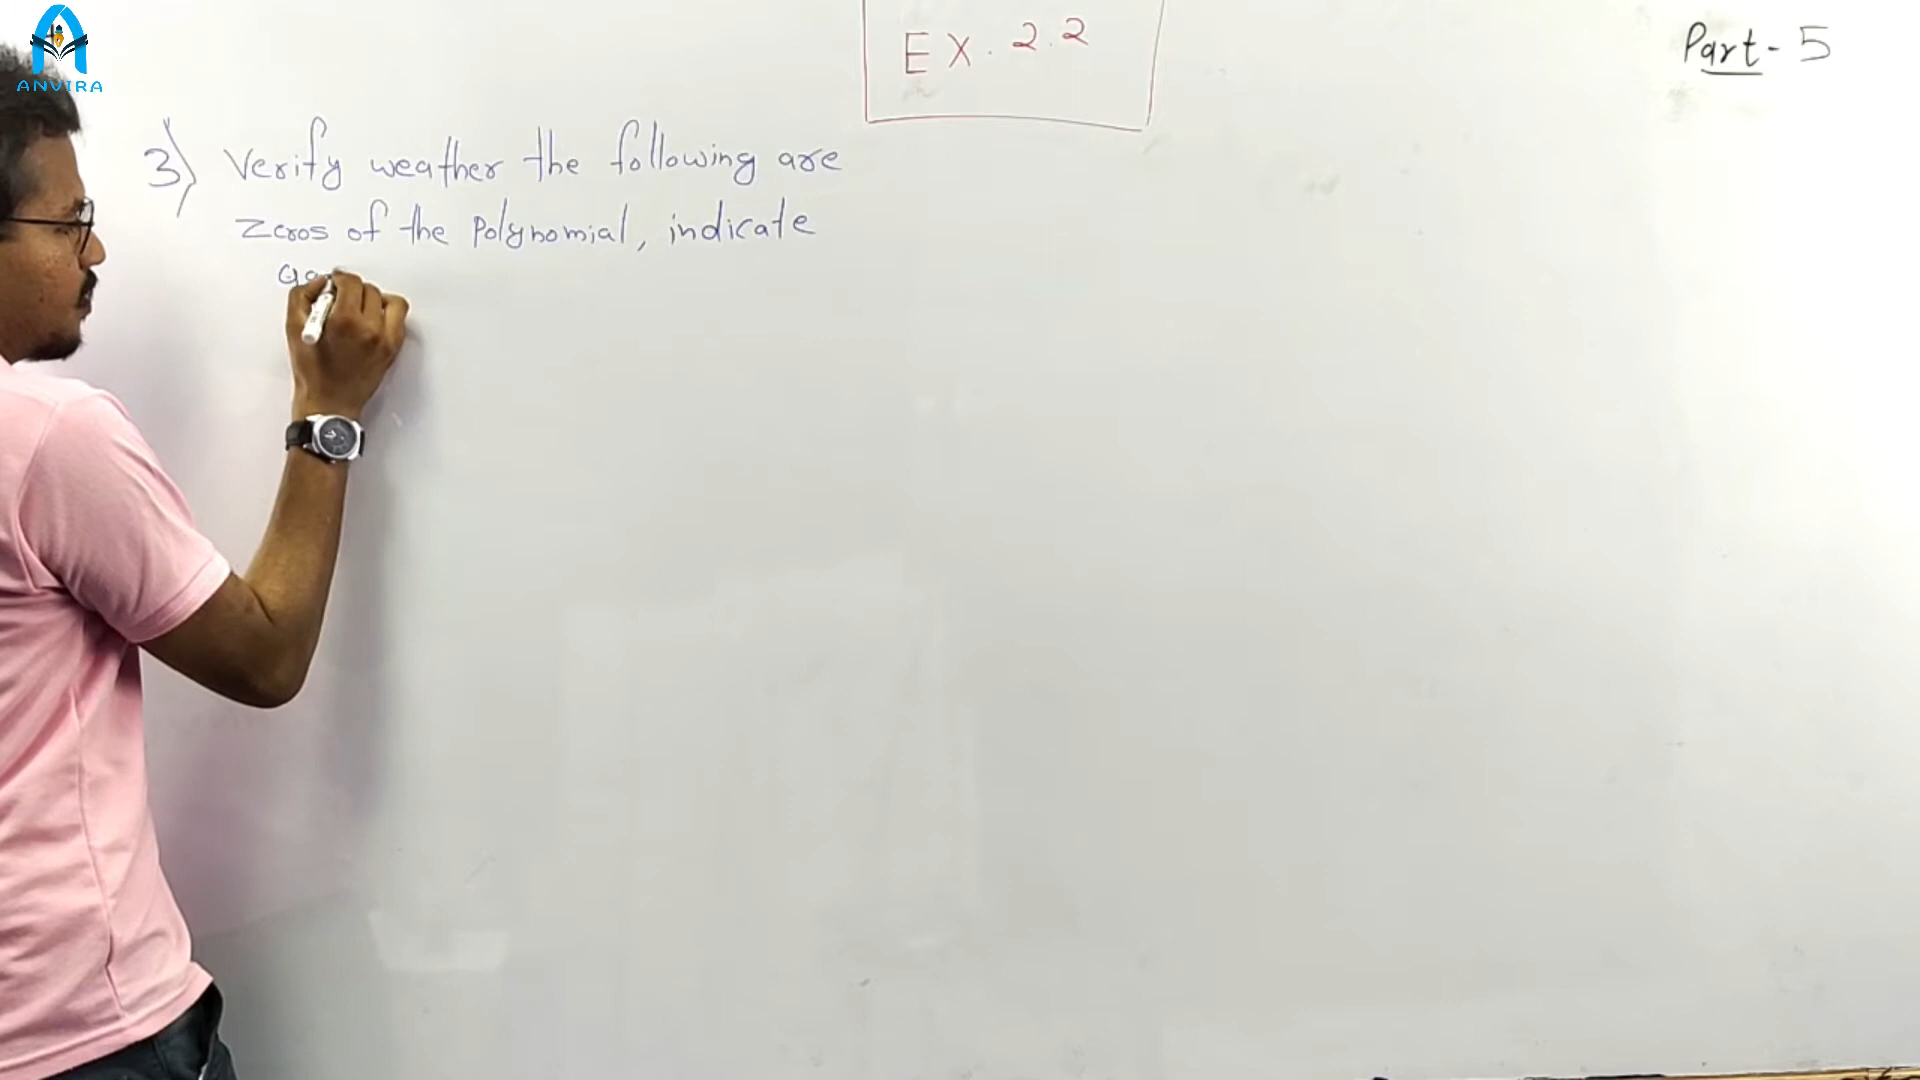 ANVIRA
EX. 2.2
Part - 5
3) Verify weather the following are
zeros of the polynomial, indicate